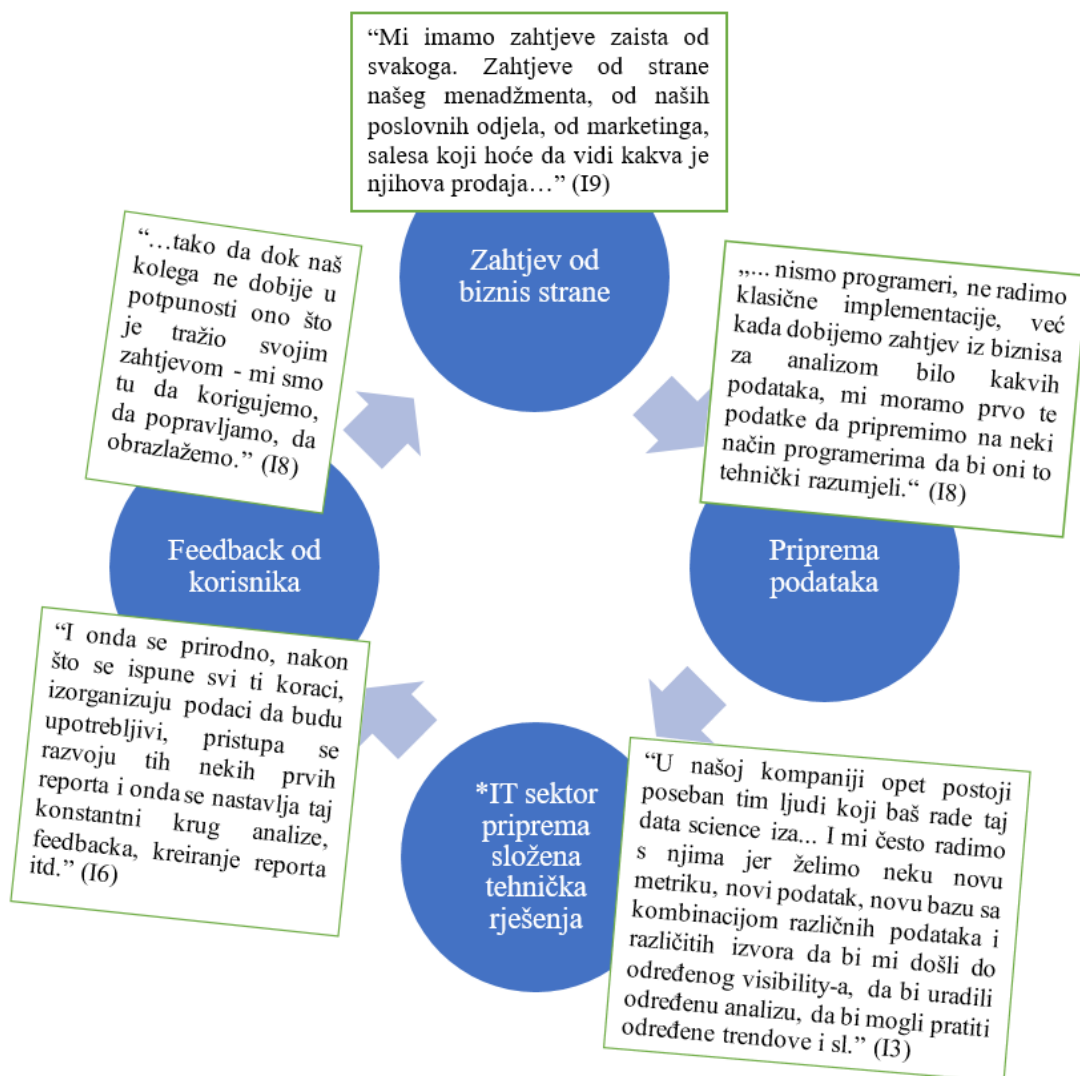 “Mi imamo zahtjeve zaista od
svakoga. Zahtjeve od strane
našeg menadžmenta, od naših
poslovnih odjela, od marketinga,
salesa koji hoće da vidi kakva je
njihova prodaja…” (I9)
Zahtjev od
biznis strane
„... nismo programeri, ne radimo
klasične implementacije, već
kada dobijemo zahtjev iz biznisa
za analizom bilo kakvih
podataka, mi moramo prvo te
podatke da pripremimo na neki
način programerima da bi oni to
tehnički razumjeli.“ (I8)
Priprema
podataka
“U našoj kompaniji opet postoji
poseban tim ljudi koji baš rade taj
data science iza... I mi često radimo
s njima jer želimo neku novu
metriku, novi podatak, novu bazu sa
kombinacijom različnih podataka i
različitih izvora da bi mi došli do
određenog visibility-a, da bi uradili
određenu analizu, da bi mogli pratiti
određene trendove i sl.” (I3)
*IT sektor
priprema
složena
tehnička
rješenja
“I onda se prirodno, nakon
što se ispune svi ti koraci,
izorganizuju podaci da budu
upotrebljivi, pristupa se
razvoju tih nekih prvih
reporta i onda se nastavlja taj
konstantni krug analize,
feedbacka, kreiranje reporta
itd.” (I6)
Feedback od
korisnika
“…tako da dok naš
kolega ne dobije u
potpunosti ono što
je tražio svojim
zahtjevom - mi smo
tu da korigujemo,
da popravljamo, da
obrazlažemo.” (I8)